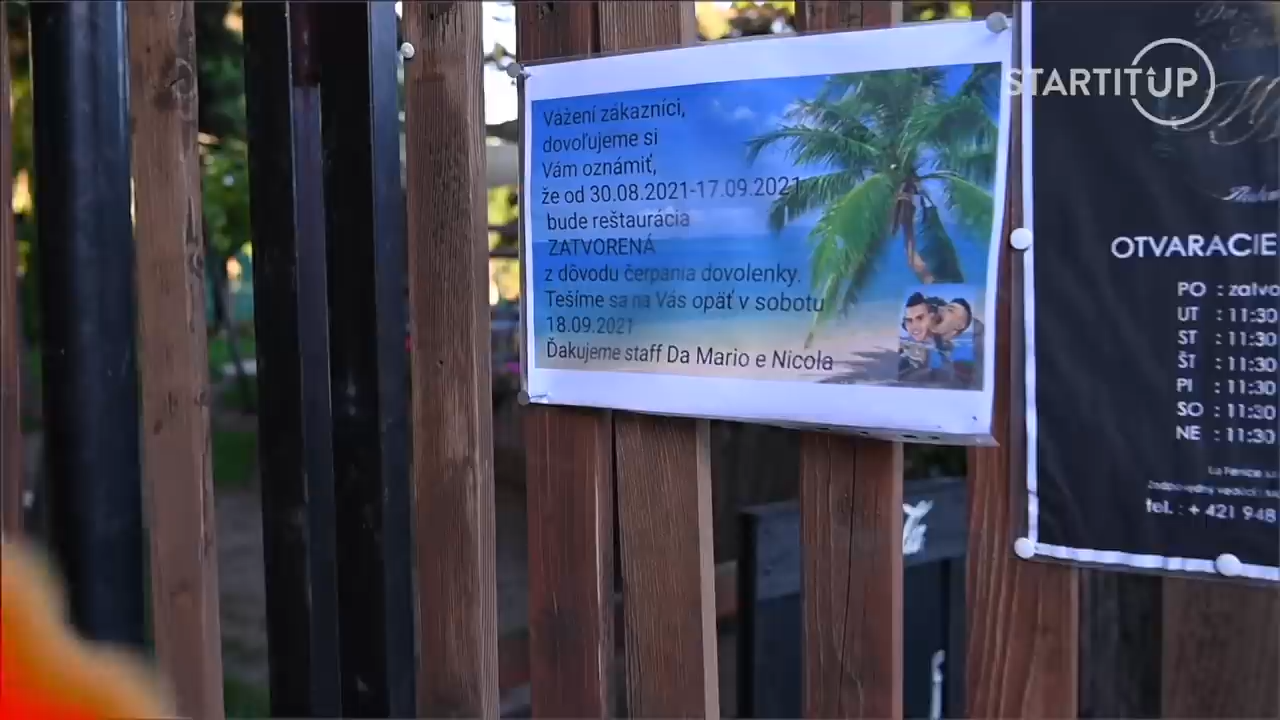 STARTITUP
Vážení zákazníci,
dovoľujeme si
Vám oznámiť,
že od 30.08.2021-17.09.2021
bude reštaurácia
ZATVORENÁ
z dôvodu čerpania dovolenky.
Tešíme sa na Vás opäť v sobotu
18.09.2021
Ďakujeme staff Da Mario e Nicola
OTVARACIE
PO : zatvo
UT : 11:30
ST : 11:30
ŠT : 11:30
PI : 11:30
SO : 11:30
NE : 11:30
La Fenice s.r
tel. : + 421 948